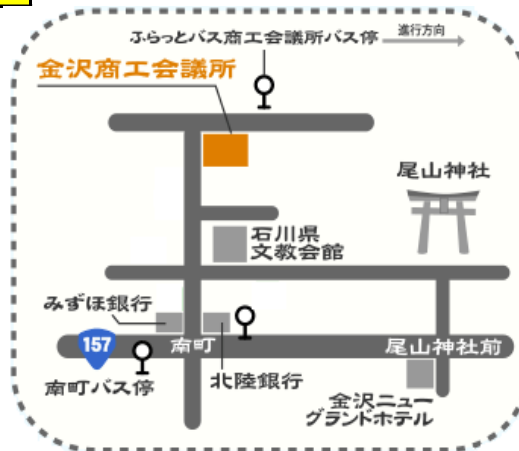 ふらっとバス商工会議所バス停
進行方向
金沢商工会議所
尾山神社
石川県
文教会館
みずほ銀行
157
南町
尾山神社前
南町バス停
北陸銀行
金沢ニュー
グランドホテル